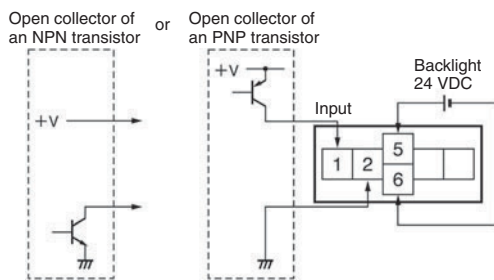 Open collector of
an NPN transistor
or
Open collector of
an PNP transistor
+V
+V
Input
Backlight
24 VDC
1
2
5
6